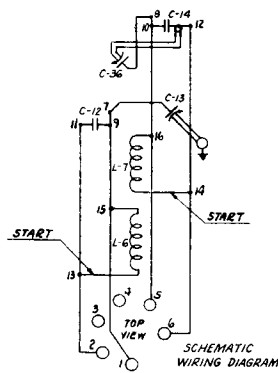 8 C-14
10 12
C-36
7 C-13
C-12
11 9
16
L-7
14
START
15
START L-6
13
4
3 5
TOP
VIEW 6
2
1
SCHEMATIC
WIRING DIAGRAM